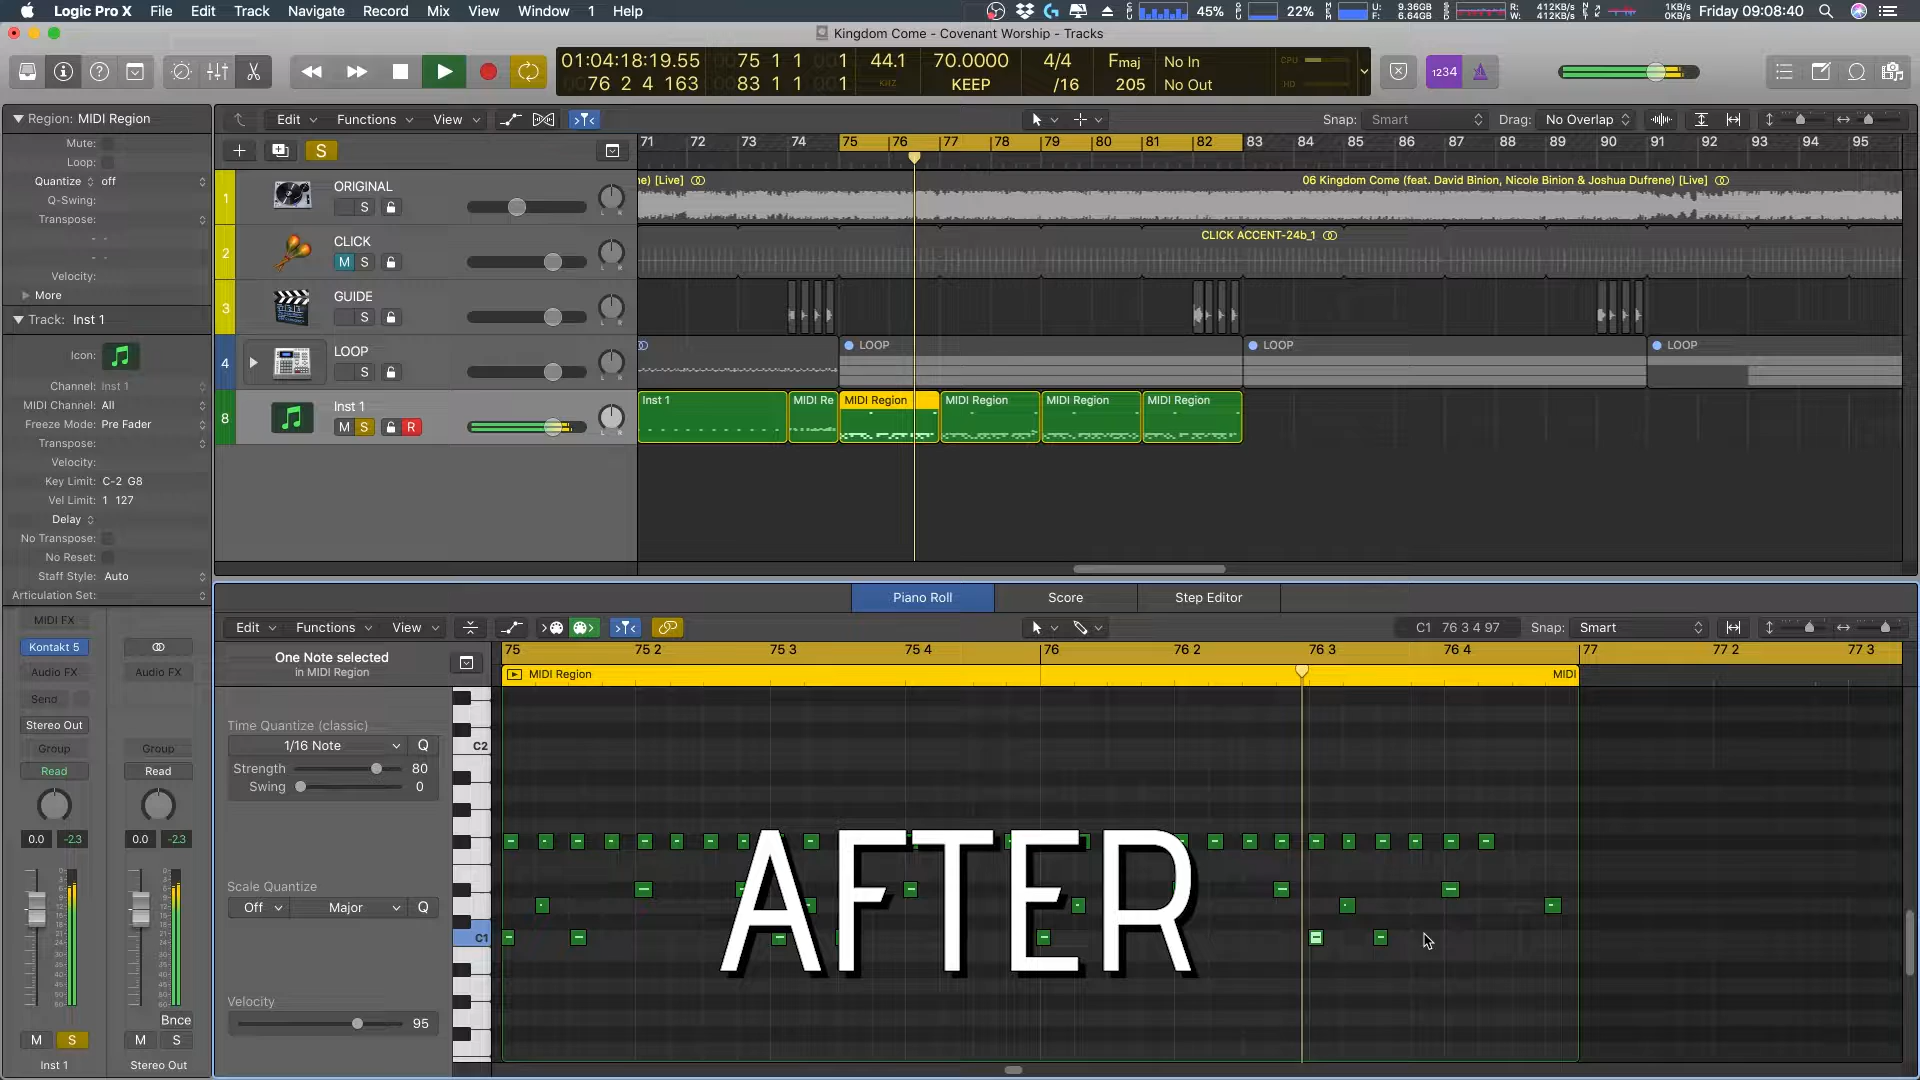 Logic Pro X File Edit Track Navigate Record Mix View Window 1 Help 45% 22% U: 9.36GB F: 6.64GB R: 412KB/s W: 412KB/s 1KB/s 0KB/s Friday 09:08:40
Kingdom Come - Covenant Worship - Tracks
01:04:18:19.55 75 1 1 1 44.1 70.0000 4/4 Fmaj No In CPU
76 2 4 163 83 1 1 1 KHZ KEEP /16 205 No Out HD
1234
Region: MIDI Region
Edit Functions View Snap: Smart Drag: No Overlap
Mute:
Loop:
Quantize off
Q-Swing:
Transpose:
Velocity:
More
Track: Inst 1
Icon:
Channel: Inst 1
MIDI Channel: All
Freeze Mode: Pre Fader
Transpose:
Velocity:
Key Limit: C-2 G8
Vel Limit: 1 127
Delay
No Transpose:
No Reset:
Staff Style: Auto
Articulation Set:
S
71 72 73 74 75 76 77 78 79 80 81 82 83 84 85 86 87 88 89 90 91 92 93 94 95
1 ORIGINAL S
e) [Live] 06 Kingdom Come (feat. David Binion, Nicole Binion & Joshua Dufrene) [Live]
2 CLICK M S
CLICK ACCENT-24b_1
3 GUIDE S
4 LOOP S
LOOP LOOP LOOP
8 Inst 1 M S R
Inst 1 MIDI Re MIDI Region MIDI Region MIDI Region MIDI Region
Piano Roll Score Step Editor
Edit Functions View C1 76 3 4 97 Snap: Smart
One Note selected
in MIDI Region
75 75 2 75 3 75 4 76 76 2 76 3 76 4 77 77 2 77 3
MIDI Region MIDI
Time Quantize (classic)
1/16 Note Q
Strength 80
Swing 0
Scale Quantize
Off Major Q
Velocity
95
C2
C1
AFTER
MIDI FX
Kontakt 5
Audio FX Audio FX
Send
Stereo Out
Group Group
Read Read
0.0 -2.3 0.0 -2.3
Bnce
M S M S
Inst 1 Stereo Out